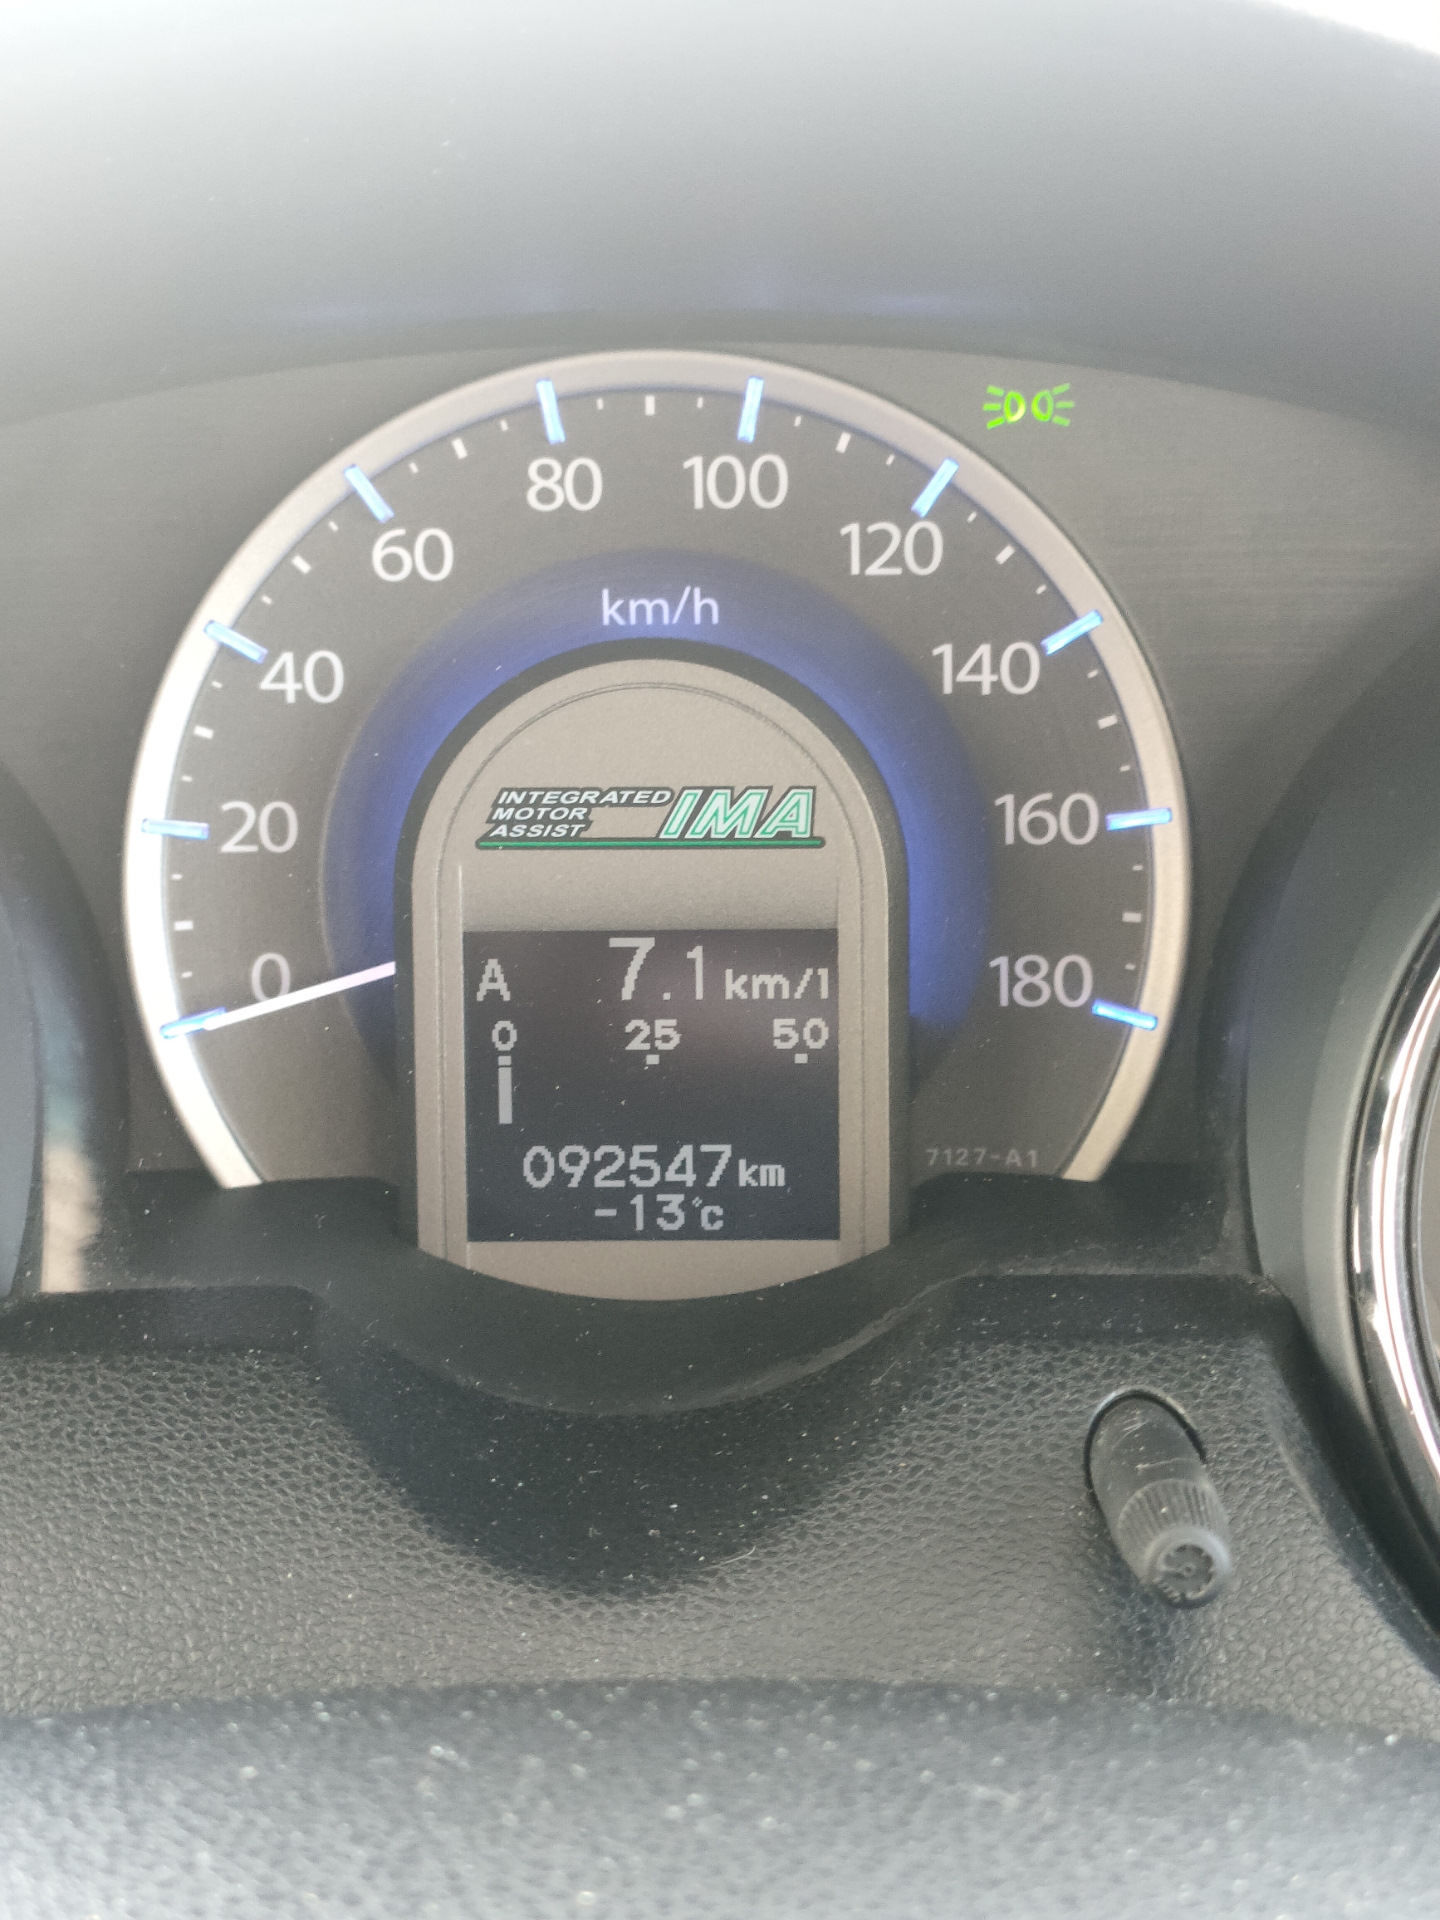 80 100
60 120
km/h
40 140
INTEGRATED
MOTOR
ASSIST
IMA
20 160
0 180
A 7.1 km/l
0 25 50
092547 km
-13°C
7127-A1